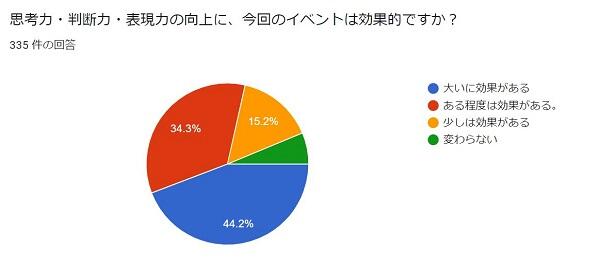 思考力・判断力・表現力の向上に、今回のイベントは効果的ですか？
335 件の回答
大いに効果がある
ある程度は効果がある。
少しは効果がある
変わらない
34.3%
15.2%
44.2%